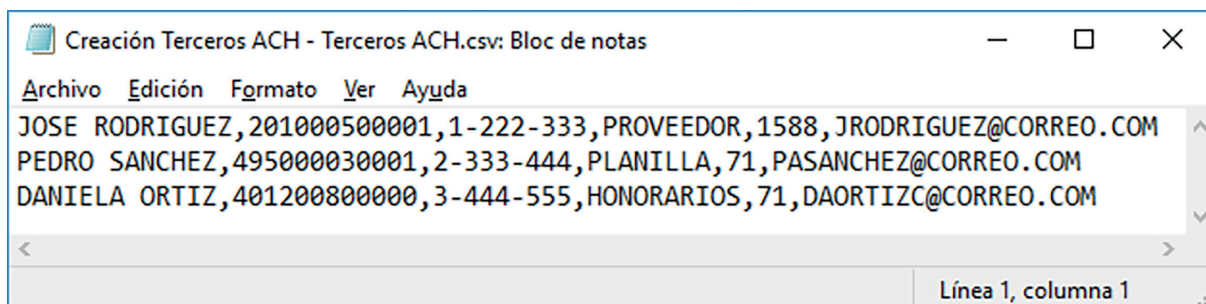 Creación Terceros ACH - Terceros ACH.csv: Bloc de notas
Archivo Edición Formato Ver Ayuda
JOSE RODRIGUEZ,201000500001,1-222-333,PROVEEDOR,1588,JRODRIGUEZ@CORREO.COM
PEDRO SANCHEZ,495000030001,2-333-444,PLANILLA,71,PASANCHEZ@CORREO.COM
DANIELA ORTIZ,401200800000,3-444-555,HONORARIOS,71,DAORTIZC@CORREO.COM
Línea 1, columna 1